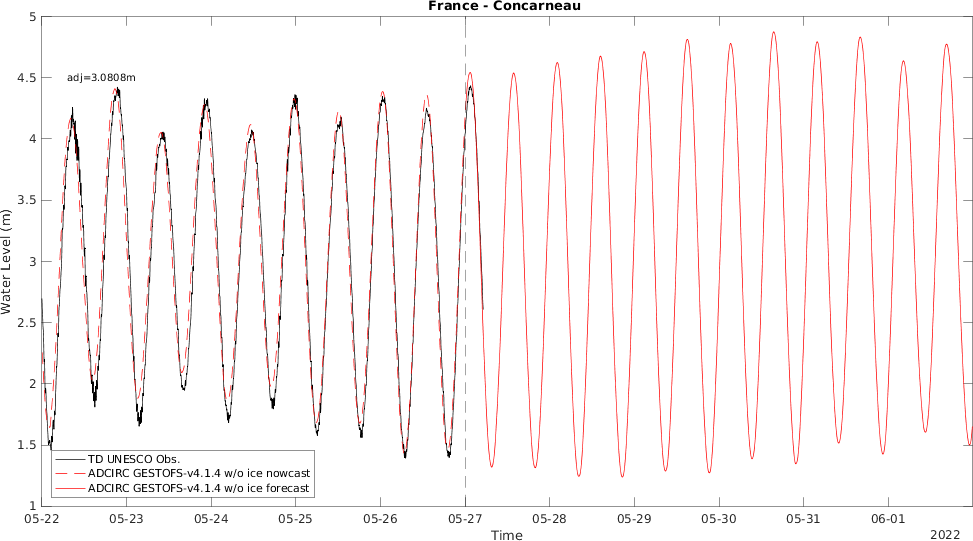 France - Concarneau
adj=3.0808m
Water Level (m)
5
4.5
4
3.5
3
2.5
2
1.5
1
TD UNESCO Obs.
ADCIRC GESTOFS-v4.1.4 w/o ice nowcast
ADCIRC GESTOFS-v4.1.4 w/o ice forecast
05-22 05-23 05-24 05-25 05-26 05-27 05-28 05-29 05-30 05-31 06-01
Time
2022